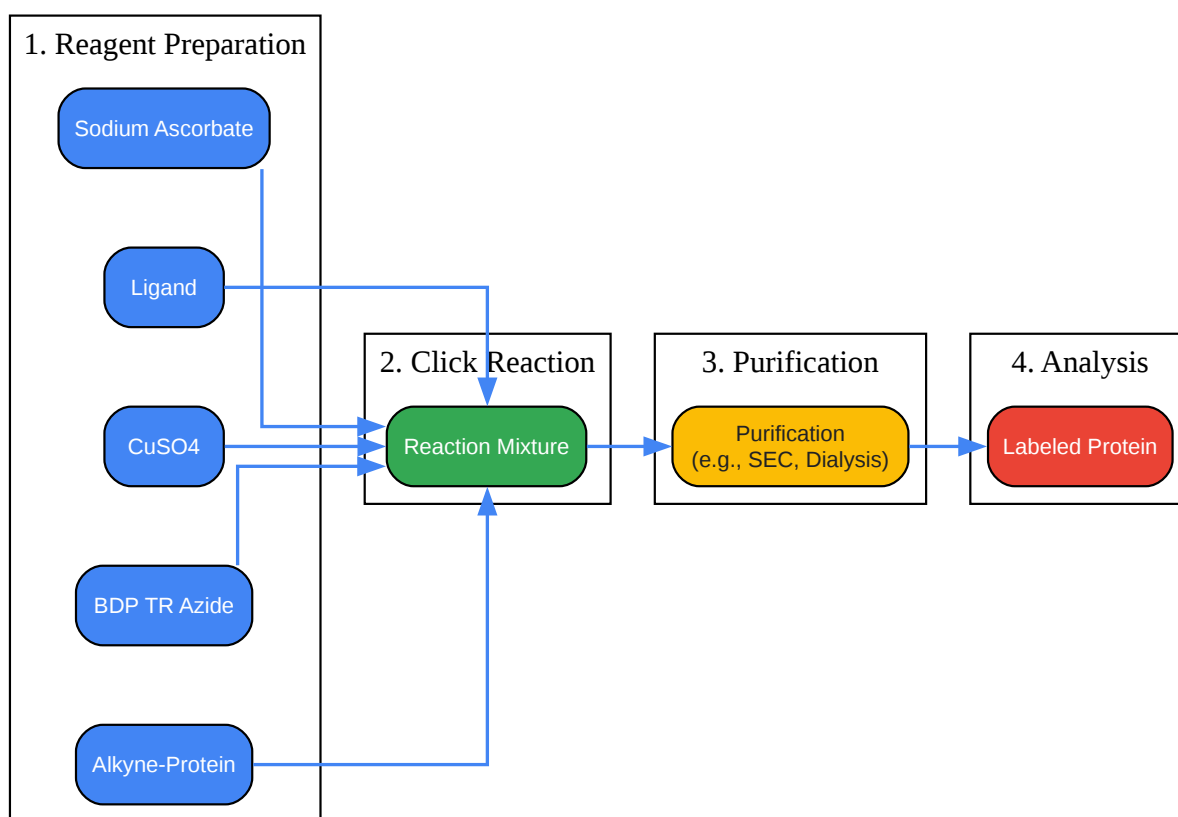 1. Reagent Preparation
Sodium Ascorbate
Ligand
CuSO4
BDP TR Azide
Alkyne-Protein
2. Click Reaction
Reaction Mixture
3. Purification
Purification
(e.g., SEC, Dialysis)
4. Analysis
Labeled Protein